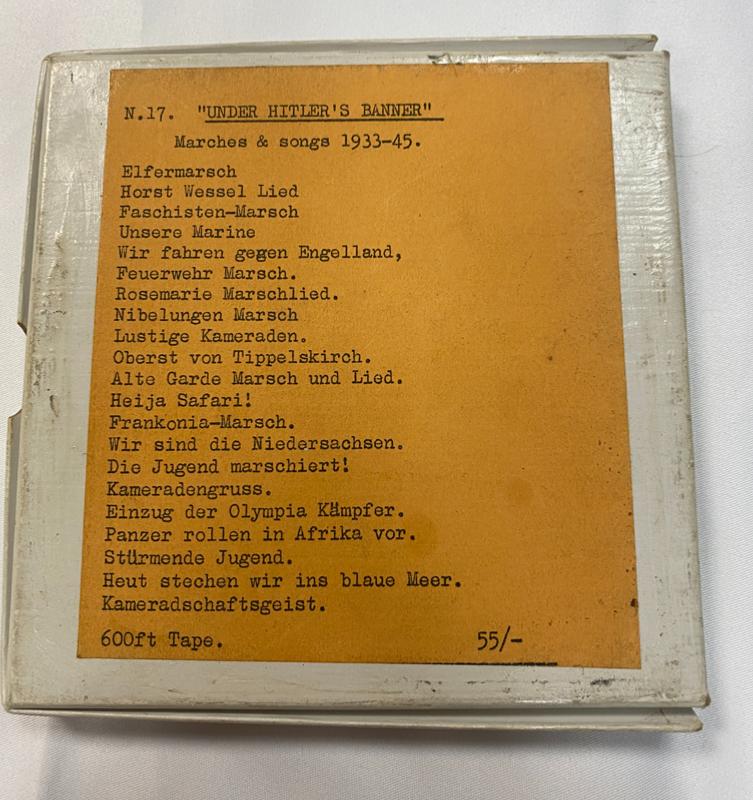 N.17. "UNDER HITLER'S BANNER"
Marches & songs 1933-45.
Elfermarsch
Horst Wessel Lied
Faschisten-Marsch
Unsere Marine
Wir fahren gegen Engelland,
Feuerwehr Marsch.
Rosemarie Marschlied.
Nibelungen Marsch
Lustige Kameraden.
Oberst von Tippelskirch.
Alte Garde Marsch und Lied.
Heija Safari!
Frankonia-Marsch.
Wir sind die Niedersachsen.
Die Jugend marschiert!
Kameradengruss.
Einzug der Olympia Kämpfer.
Panzer rollen in Afrika vor.
Stürmende Jugend.
Heut stechen wir ins blaue Meer.
Kameradschaftsgeist.
600ft Tape. 55/-